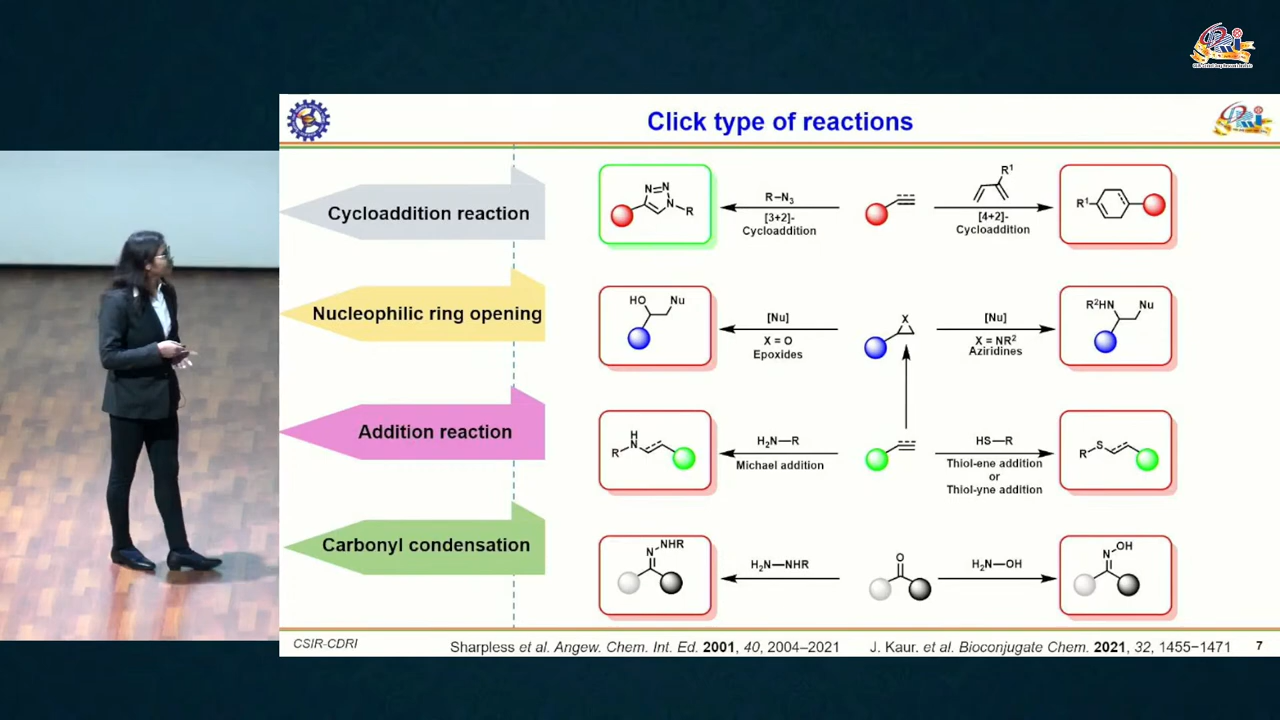 Click type of reactions
Cycloaddition reaction
N=N
N
R
R–N3
[3+2]-
Cycloaddition
R1
[4+2]-
Cycloaddition
R1
Nucleophilic ring opening
HO
Nu
[Nu]
X = O
Epoxides
X
[Nu]
X = NR2
Aziridines
R2HN
Nu
Addition reaction
H
N
R
H2N—R
Michael addition
HS—R
Thiol-ene addition
or
Thiol-yne addition
R
S
Carbonyl condensation
N
NHR
H2N—NHR
O
H2N—OH
N
OH
CSIR-CDRI
Sharpless et al. Angew. Chem. Int. Ed. 2001, 40, 2004–2021
J. Kaur. et al. Bioconjugate Chem. 2021, 32, 1455−1471
7